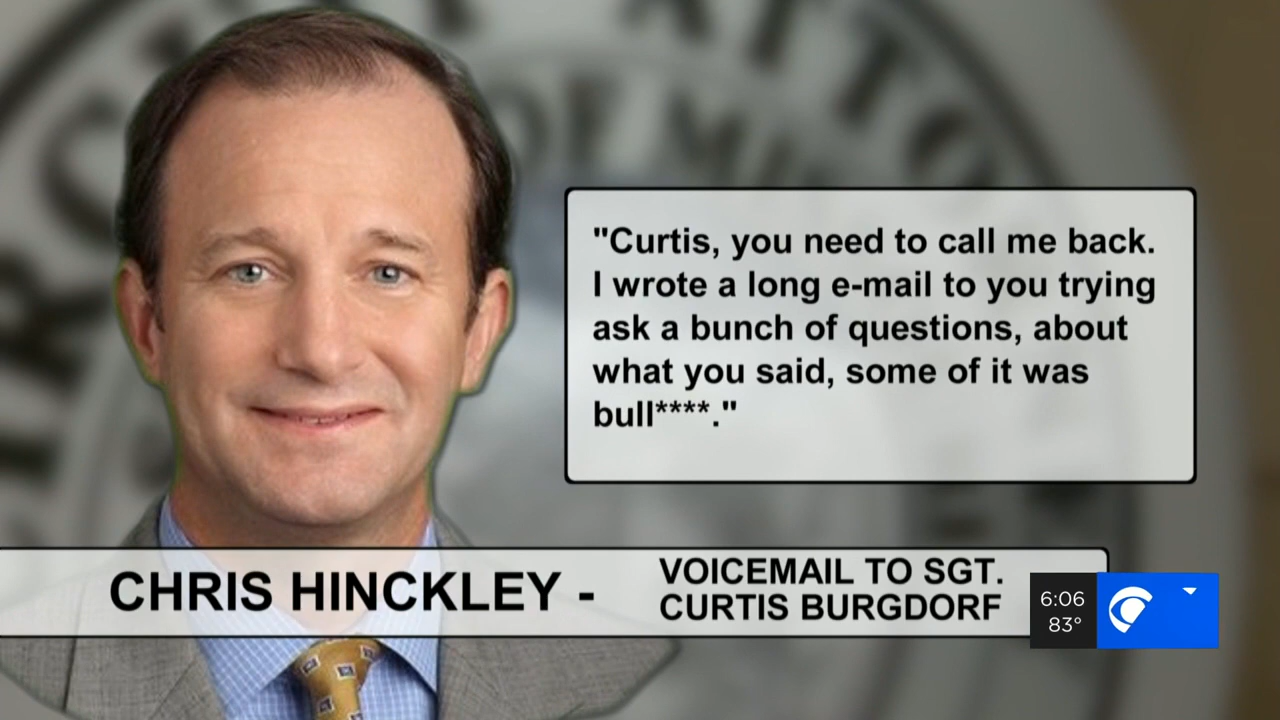 "Curtis, you need to call me back.
I wrote a long e-mail to you trying
ask a bunch of questions, about
what you said, some of it was
bull****."
CHRIS HINCKLEY -
VOICEMAIL TO SGT.
CURTIS BURGDORF
6:06
83°